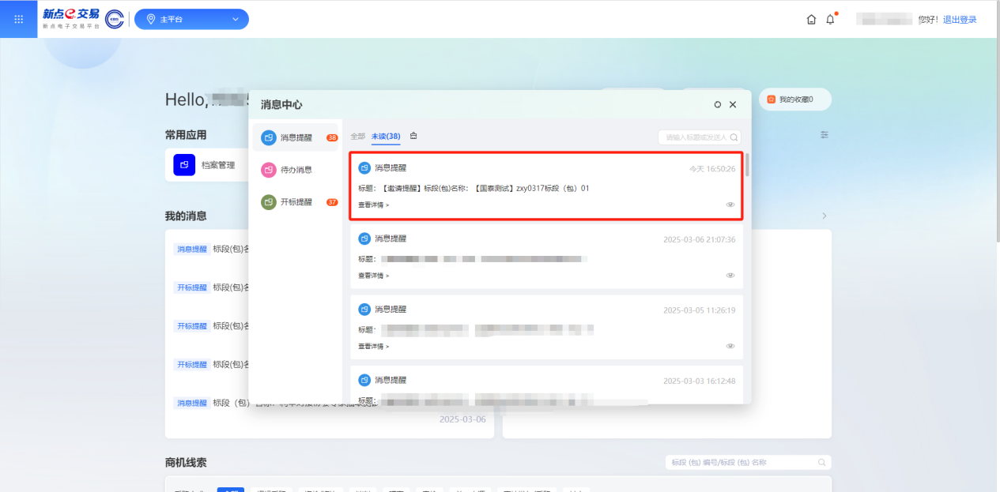 新点e交易
新点电子交易平台
主平台
您好! 退出登录
Hello,
我的收藏0
消息中心
常用应用
档案管理
消息提醒 38
待办消息
开标提醒 37
全部 未读(38)
请输入标题或发送人
消息提醒 今天 16:50:26
标题: 【邀请提醒】标段(包)名称: 【国泰测试】zxy0317标段（包）01
查看详情 >
消息提醒 2025-03-06 21:07:36
标题:
查看详情 >
消息提醒 2025-03-05 11:26:19
标题:
查看详情 >
消息提醒 2025-03-03 16:12:48
标题:
我的消息
消息提醒 标段(包)名
开标提醒 标段(包)名
开标提醒 标段(包)名
开标提醒 标段(包)名
消息提醒 标段（包）
2025-03-06
商机线索
标段 (包) 编号/标段 (包) 名称